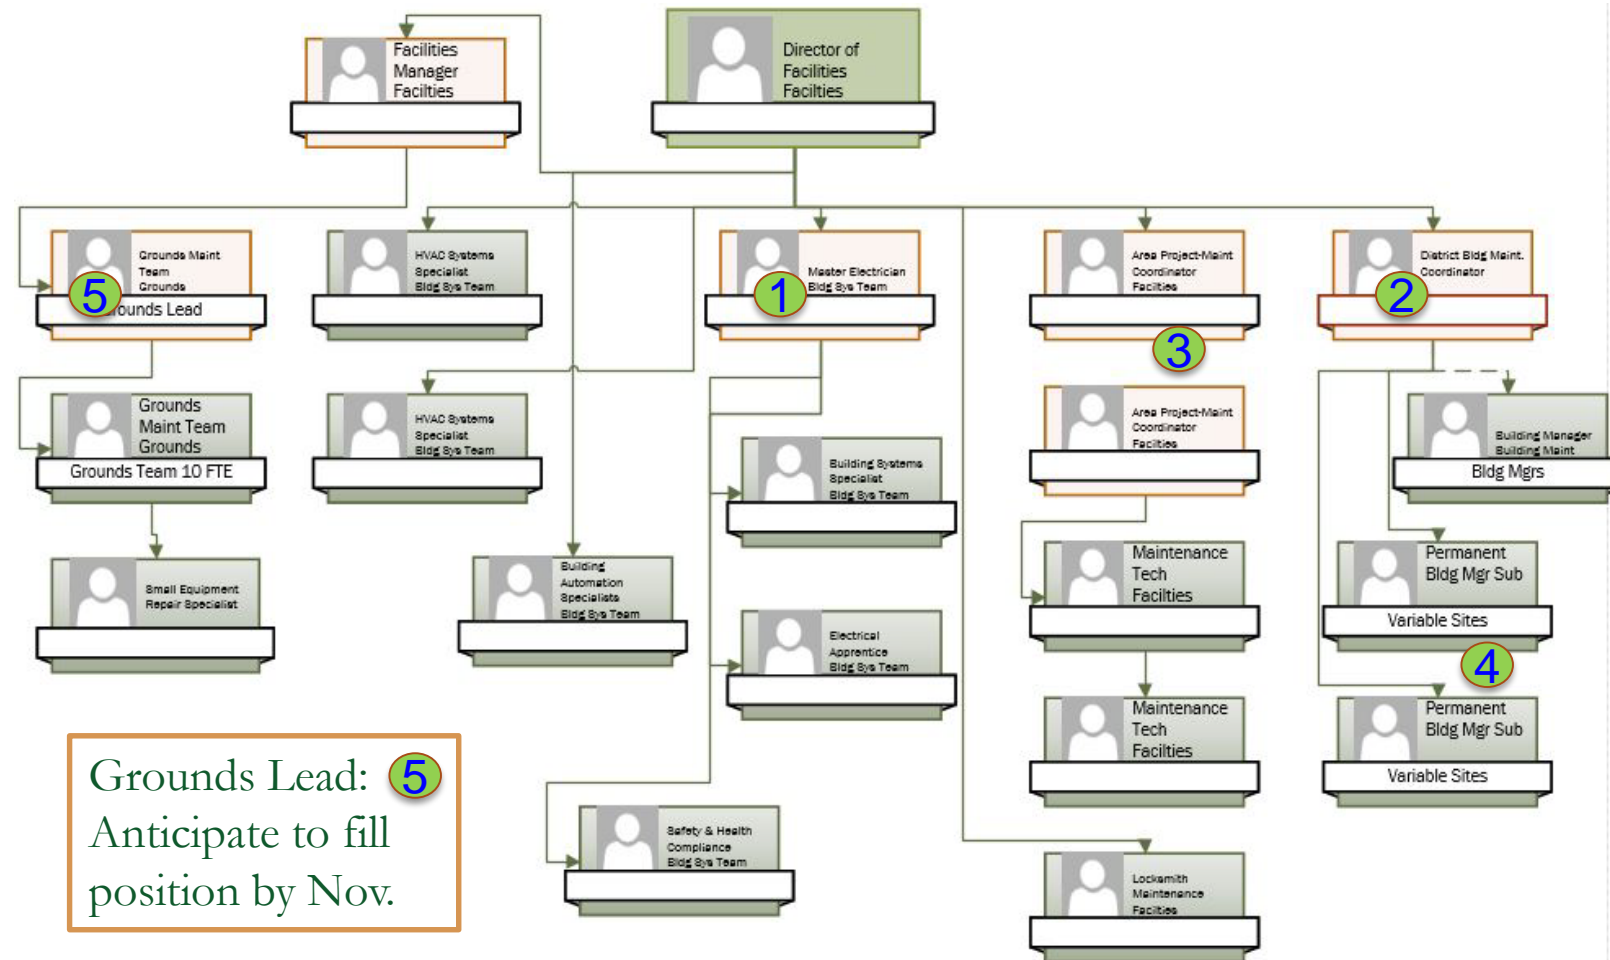 Facilities
Manager
Facilties
Director of
Facilities
Facilties
Grounds Maint
Team
Grounds
5
ounds Lead
HVAC Systems
Specialist
Bldg Sys Team
Master Electrician
Bldg Sys Team
1
Area Project-Maint
Coordinator
Facilties
3
District Bldg Maint.
Coordinator
2
Grounds
Maint Team
Grounds
Grounds Team 10 FTE
HVAC Systems
Specialist
Bldg Sys Team
Building Systems
Specialist
Bldg Sys Team
Area Project-Maint
Coordinator
Facilties
Building Manager
Building Maint
Bldg Mgrs
Small Equipment
Repair Specialist
Building
Automation
Specialists
Bldg Sys Team
Electrical
Apprentice
Bldg Sys Team
Maintenance
Tech
Facilties
Permanent
Bldg Mgr Sub
Variable Sites
4
Maintenance
Tech
Facilties
Permanent
Bldg Mgr Sub
Variable Sites
Grounds Lead: 5
Anticipate to fill
position by Nov.
Safety & Health
Compliance
Bldg Sys Team
Locksmith
Maintenance
Facilties